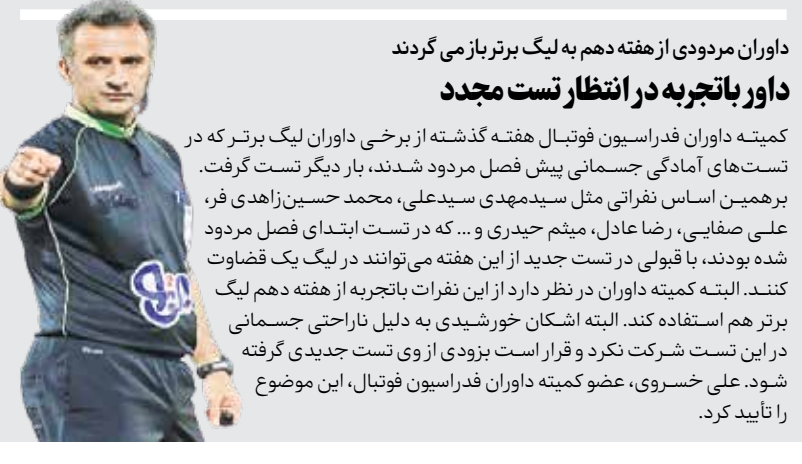 داوران مردودی از هفته دهم به لیگ برتر باز می گردند
داور باتجربه در انتظار تست مجدد
کمیته داوران فدراسیون فوتبال هفته گذشته از برخی داوران لیگ برتر که در
تست‌های آمادگی جسمانی پیش فصل مردود شدند، بار دیگر تست گرفت.
برهمین اساس نفراتی مثل سیدمهدی سیدعلی، محمد حسین‌زاهدی فر،
علی صفایی، رضا عادل، میثم حیدری و ... که در تست ابتدای فصل مردود
شده بودند، با قبولی در تست جدید از این هفته می‌توانند در لیگ یک قضاوت
کنند. البته کمیته داوران در نظر دارد از این نفرات باتجربه از هفته دهم لیگ
برتر هم استفاده کند. البته اشکان خورشیدی به دلیل ناراحتی جسمانی
در این تست شرکت نکرد و قرار است بزودی از وی تست جدیدی گرفته
شود. علی خسروی، عضو کمیته داوران فدراسیون فوتبال، این موضوع
را تأیید کرد.